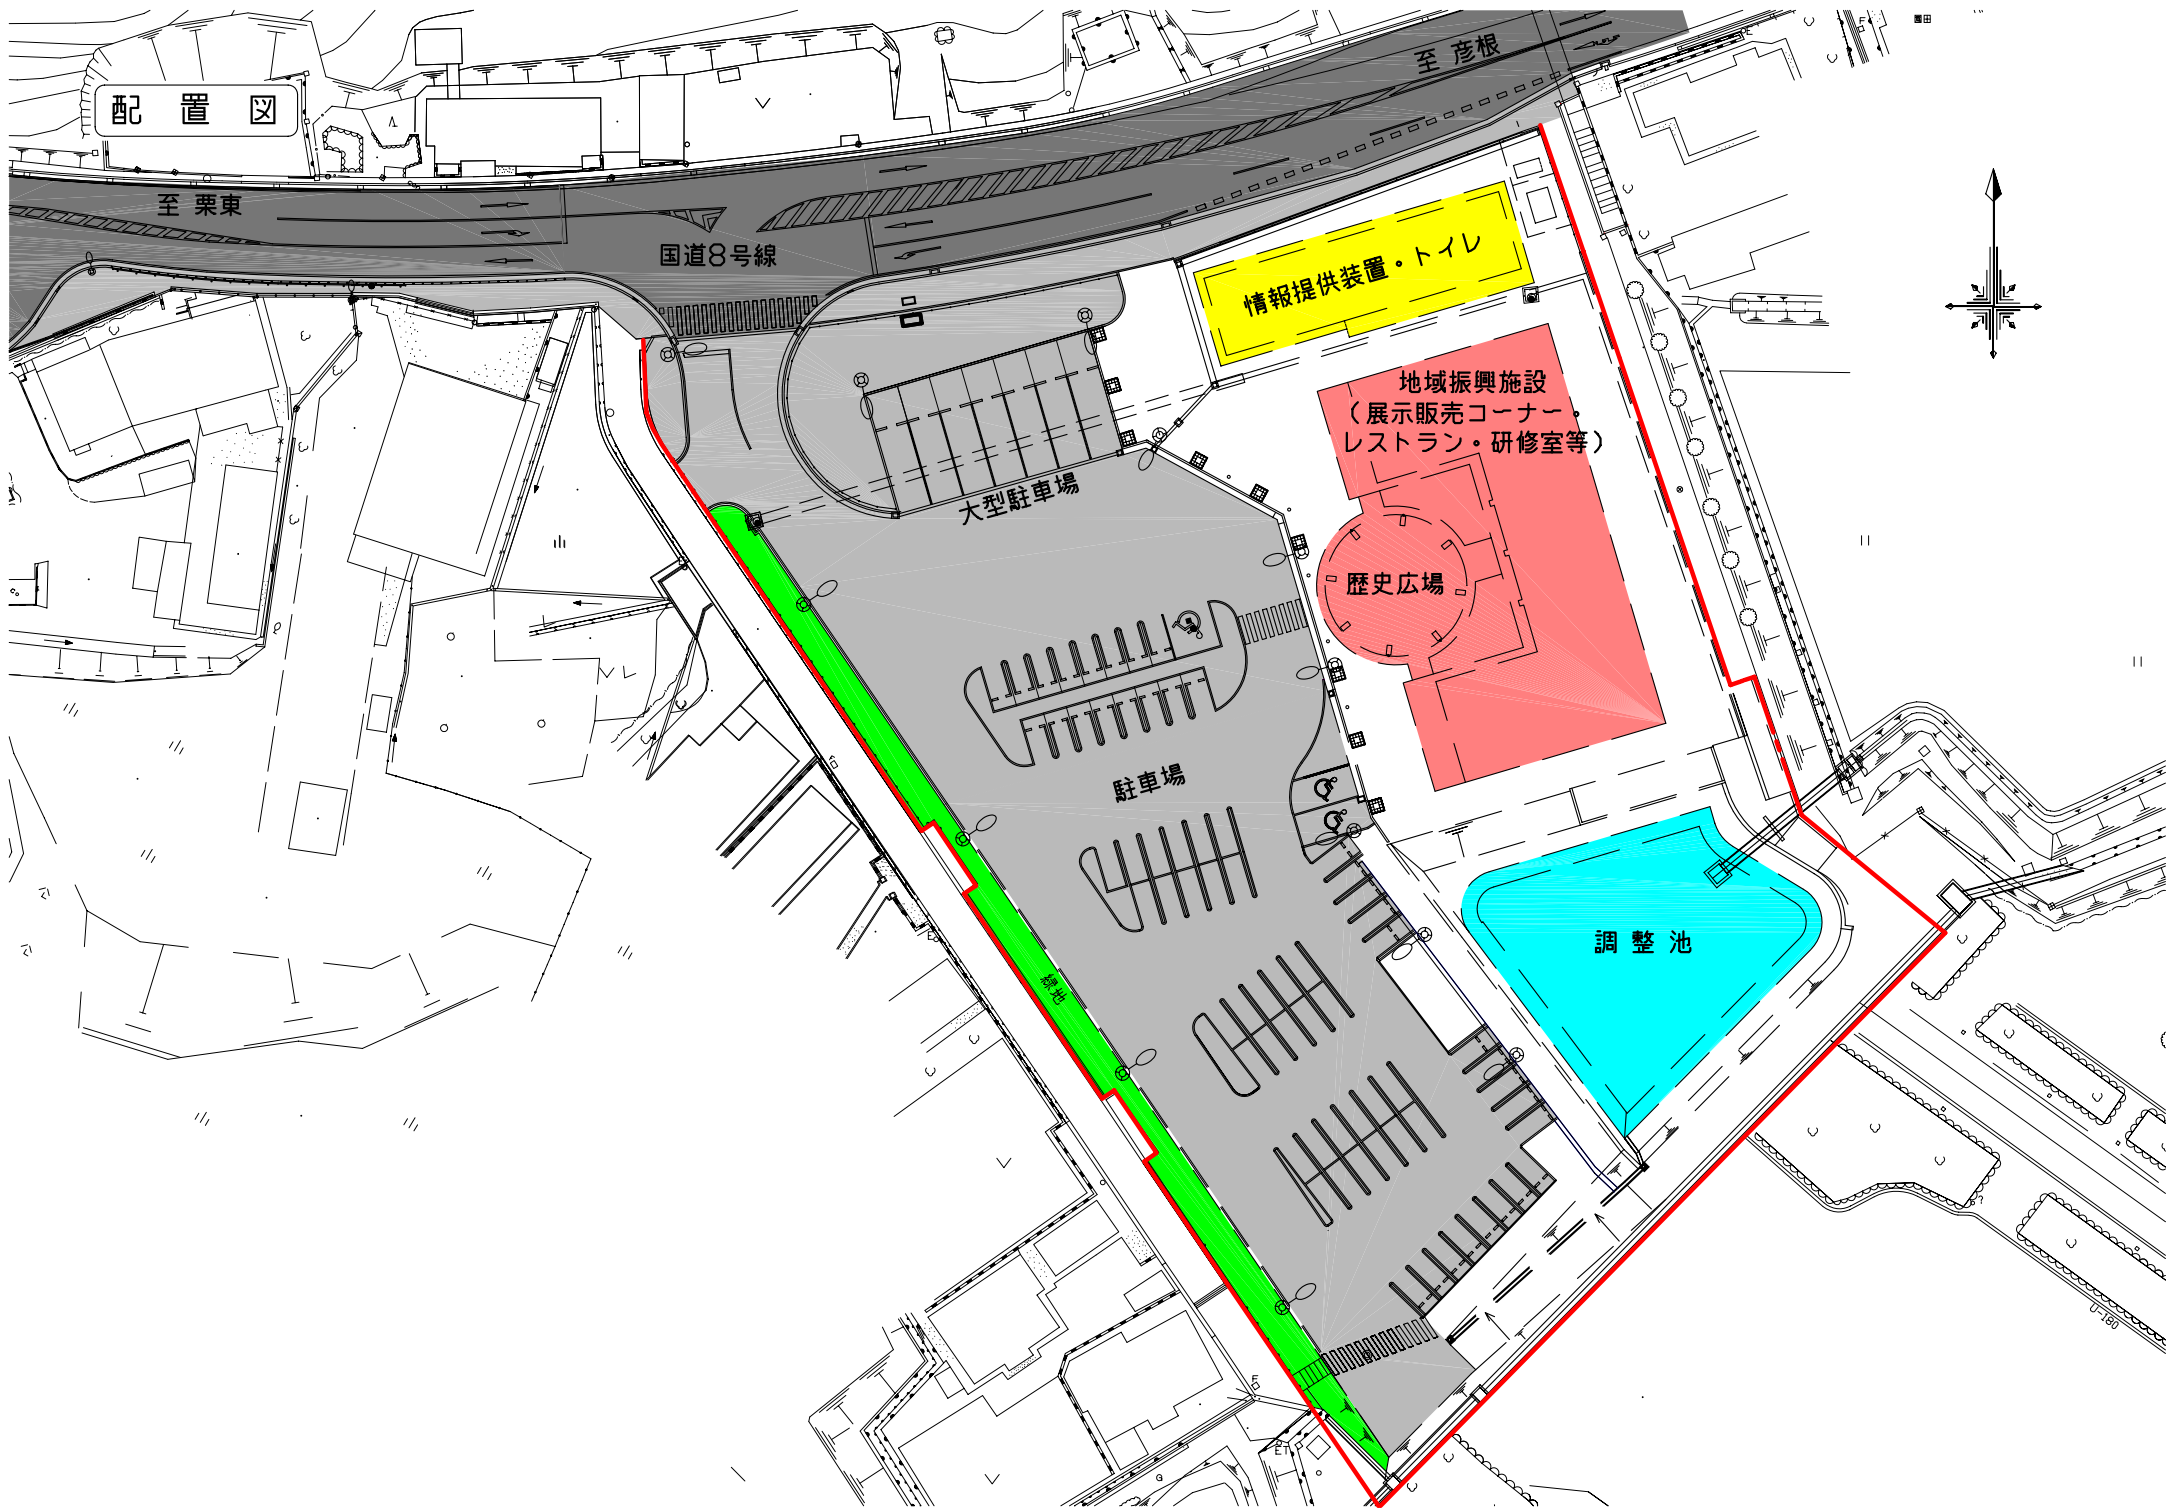 配置図
至 彦根
至 栗東
国道8号線
情報提供装置・トイレ
地域振興施設
(展示販売コーナー・
レストラン・研修室等)
大型駐車場
歴史広場
駐車場
調整池
緑地
U-180